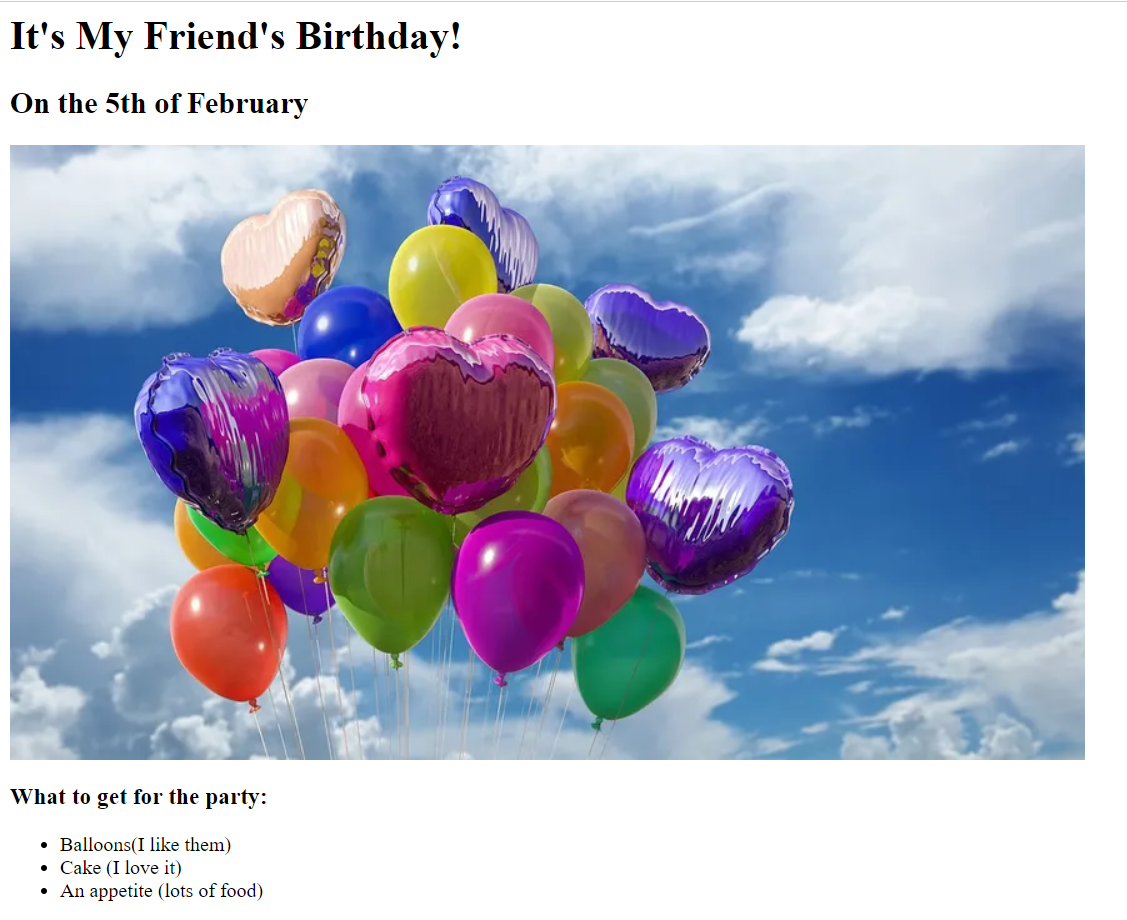 It's My Friend's Birthday!
On the 5th of February
What to get for the party:
Balloons(I like them)
Cake (I love it)
An appetite (lots of food)